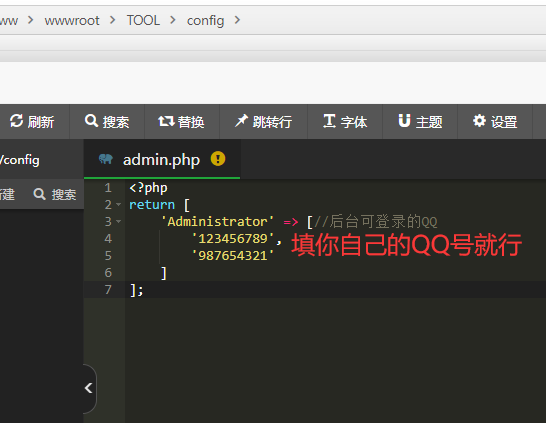 ww > wwwroot > TOOL > config >
刷新 搜索 替换 跳转行 字体 主题 设置
/config admin.php
新建 搜索
1 <?php
2 return [
3 'Administrator' => [//后台可登录的QQ
4 '123456789',
5 '987654321'
填你自己的QQ号就行
6 ]
7 ];